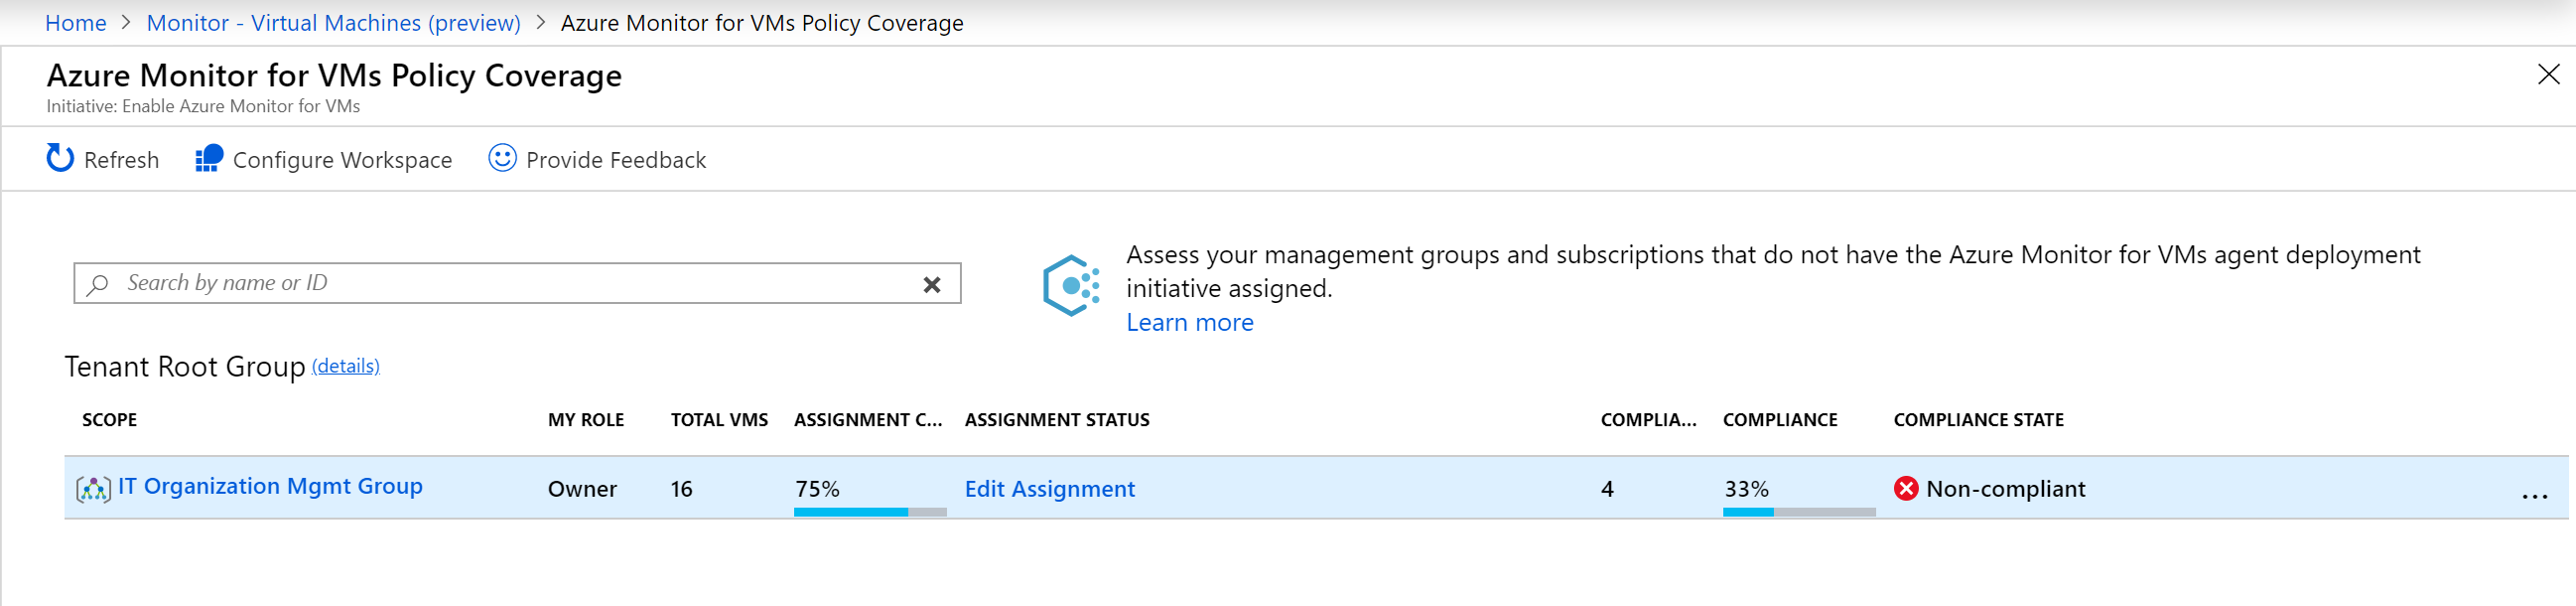 Home > Monitor - Virtual Machines (preview) > Azure Monitor for VMs Policy Coverage
Azure Monitor for VMs Policy Coverage
Initiative: Enable Azure Monitor for VMs
Refresh Configure Workspace Provide Feedback
Search by name or ID
Assess your management groups and subscriptions that do not have the Azure Monitor for VMs agent deployment
initiative assigned.
Learn more
Tenant Root Group (details)
SCOPE MY ROLE TOTAL VMS ASSIGNMENT C... ASSIGNMENT STATUS COMPLIA... COMPLIANCE COMPLIANCE STATE
IT Organization Mgmt Group Owner 16 75% Edit Assignment 4 33% Non-compliant ...